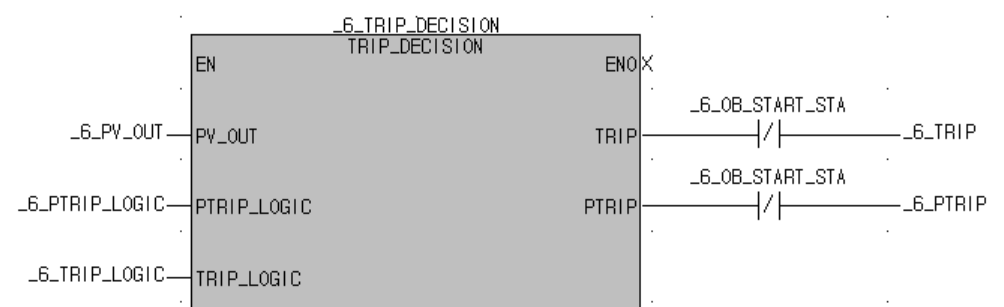 _6_TRIP_DECISION
TRIP_DECISION
EN ENO
_6_OB_START_STA
_6_PV_OUT PV_OUT TRIP _6_TRIP
_6_OB_START_STA
_6_PTRIP_LOGIC PTRIP_LOGIC PTRIP _6_PTRIP
_6_TRIP_LOGIC TRIP_LOGIC